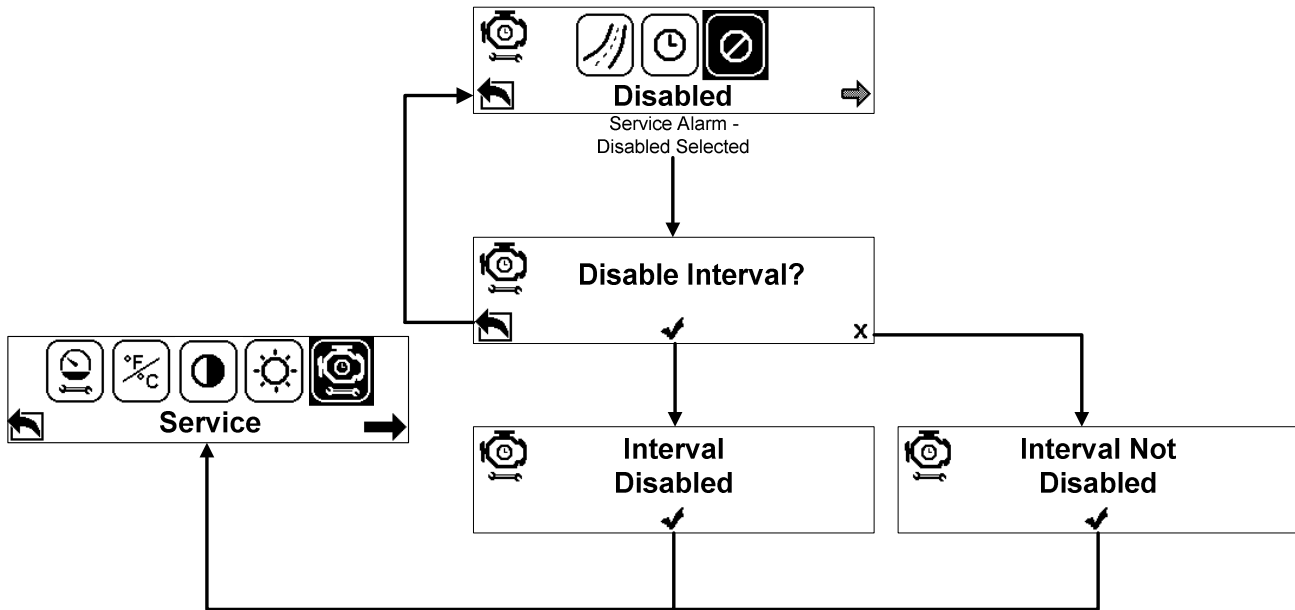 Disabled
Service Alarm -
Disabled Selected
Disable Interval?
X
°F
°C
Service
Interval
Disabled
Interval Not
Disabled